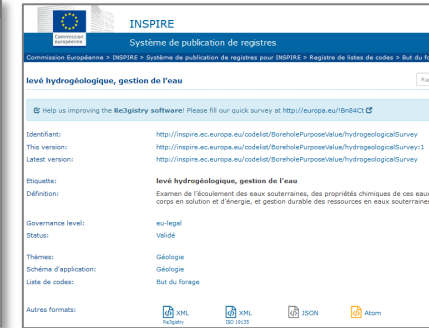 Commission
européenne
INSPIRE
Système de publication de registres
Commission Européenne > INSPIRE > Système de publication de registres pour INSPIRE > Registre de listes de codes > But du fo
levé hydrogéologique, gestion de l'eau
Re
Help us improving the Re3gistry software! Please fill our quick survey at http://europa.eu/!Bn84Ct
Identifiant: http://inspire.ec.europa.eu/codelist/BoreholePurposeValue/hydrogeologicalSurvey
This version: http://inspire.ec.europa.eu/codelist/BoreholePurposeValue/hydrogeologicalSurvey:1
Latest version: http://inspire.ec.europa.eu/codelist/BoreholePurposeValue/hydrogeologicalSurvey
Etiquette: levé hydrogéologique, gestion de l'eau
Définition: Examen de l'écoulement des eaux souterraines, des propriétés chimiques de ces eaux
corps en solution et d'énergie, et gestion durable des ressources en eaux souterraines
Governance level: eu-legal
Status: Validé
Thèmes: Géologie
Schéma d'application: Géologie
Liste de codes: But du forage
Autres formats: XML XML JSON Atom
Re3gistry ISO 19135